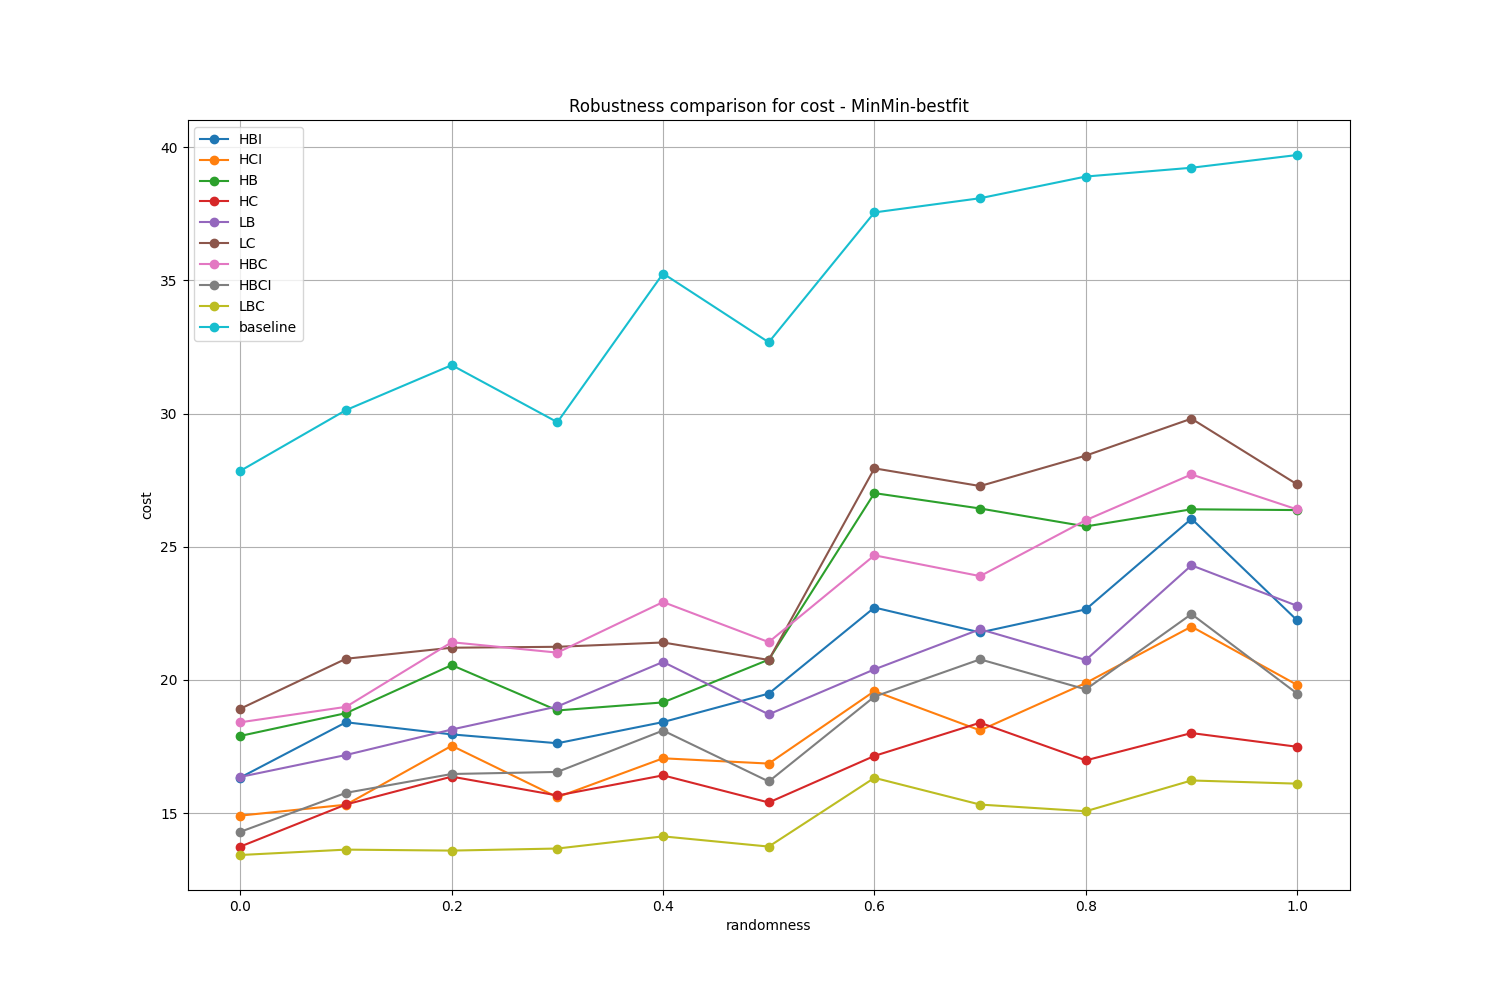 Robustness comparison for cost - MinMin-bestfit
HBI
HCI
HB
HC
LB
LC
HBC
HBCI
LBC
baseline
40
35
30
25
20
15
cost
0.0 0.2 0.4 0.6 0.8 1.0
randomness